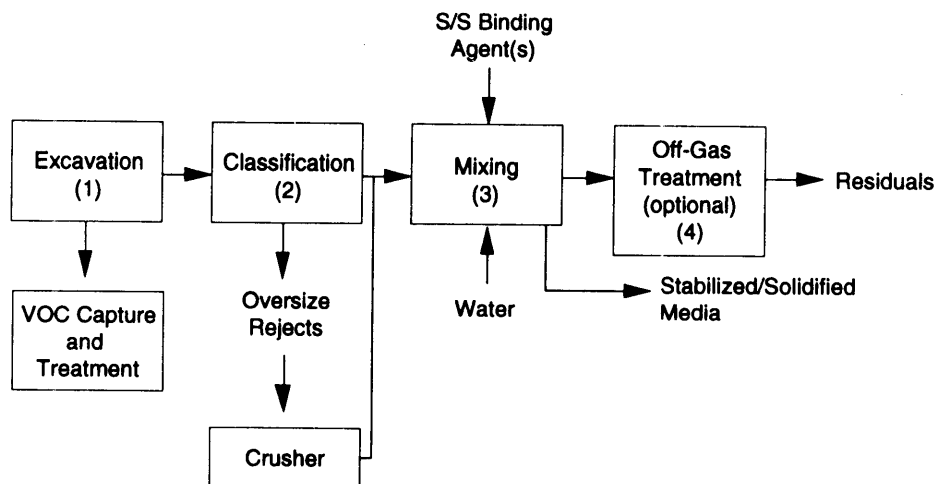 S/S Binding
Agent(s)
Excavation
(1)
Classification
(2)
Mixing
(3)
Off-Gas
Treatment
(optional)
(4)
Residuals
VOC Capture
and
Treatment
Oversize
Rejects
Water
Stabilized/Solidified
Media
Crusher